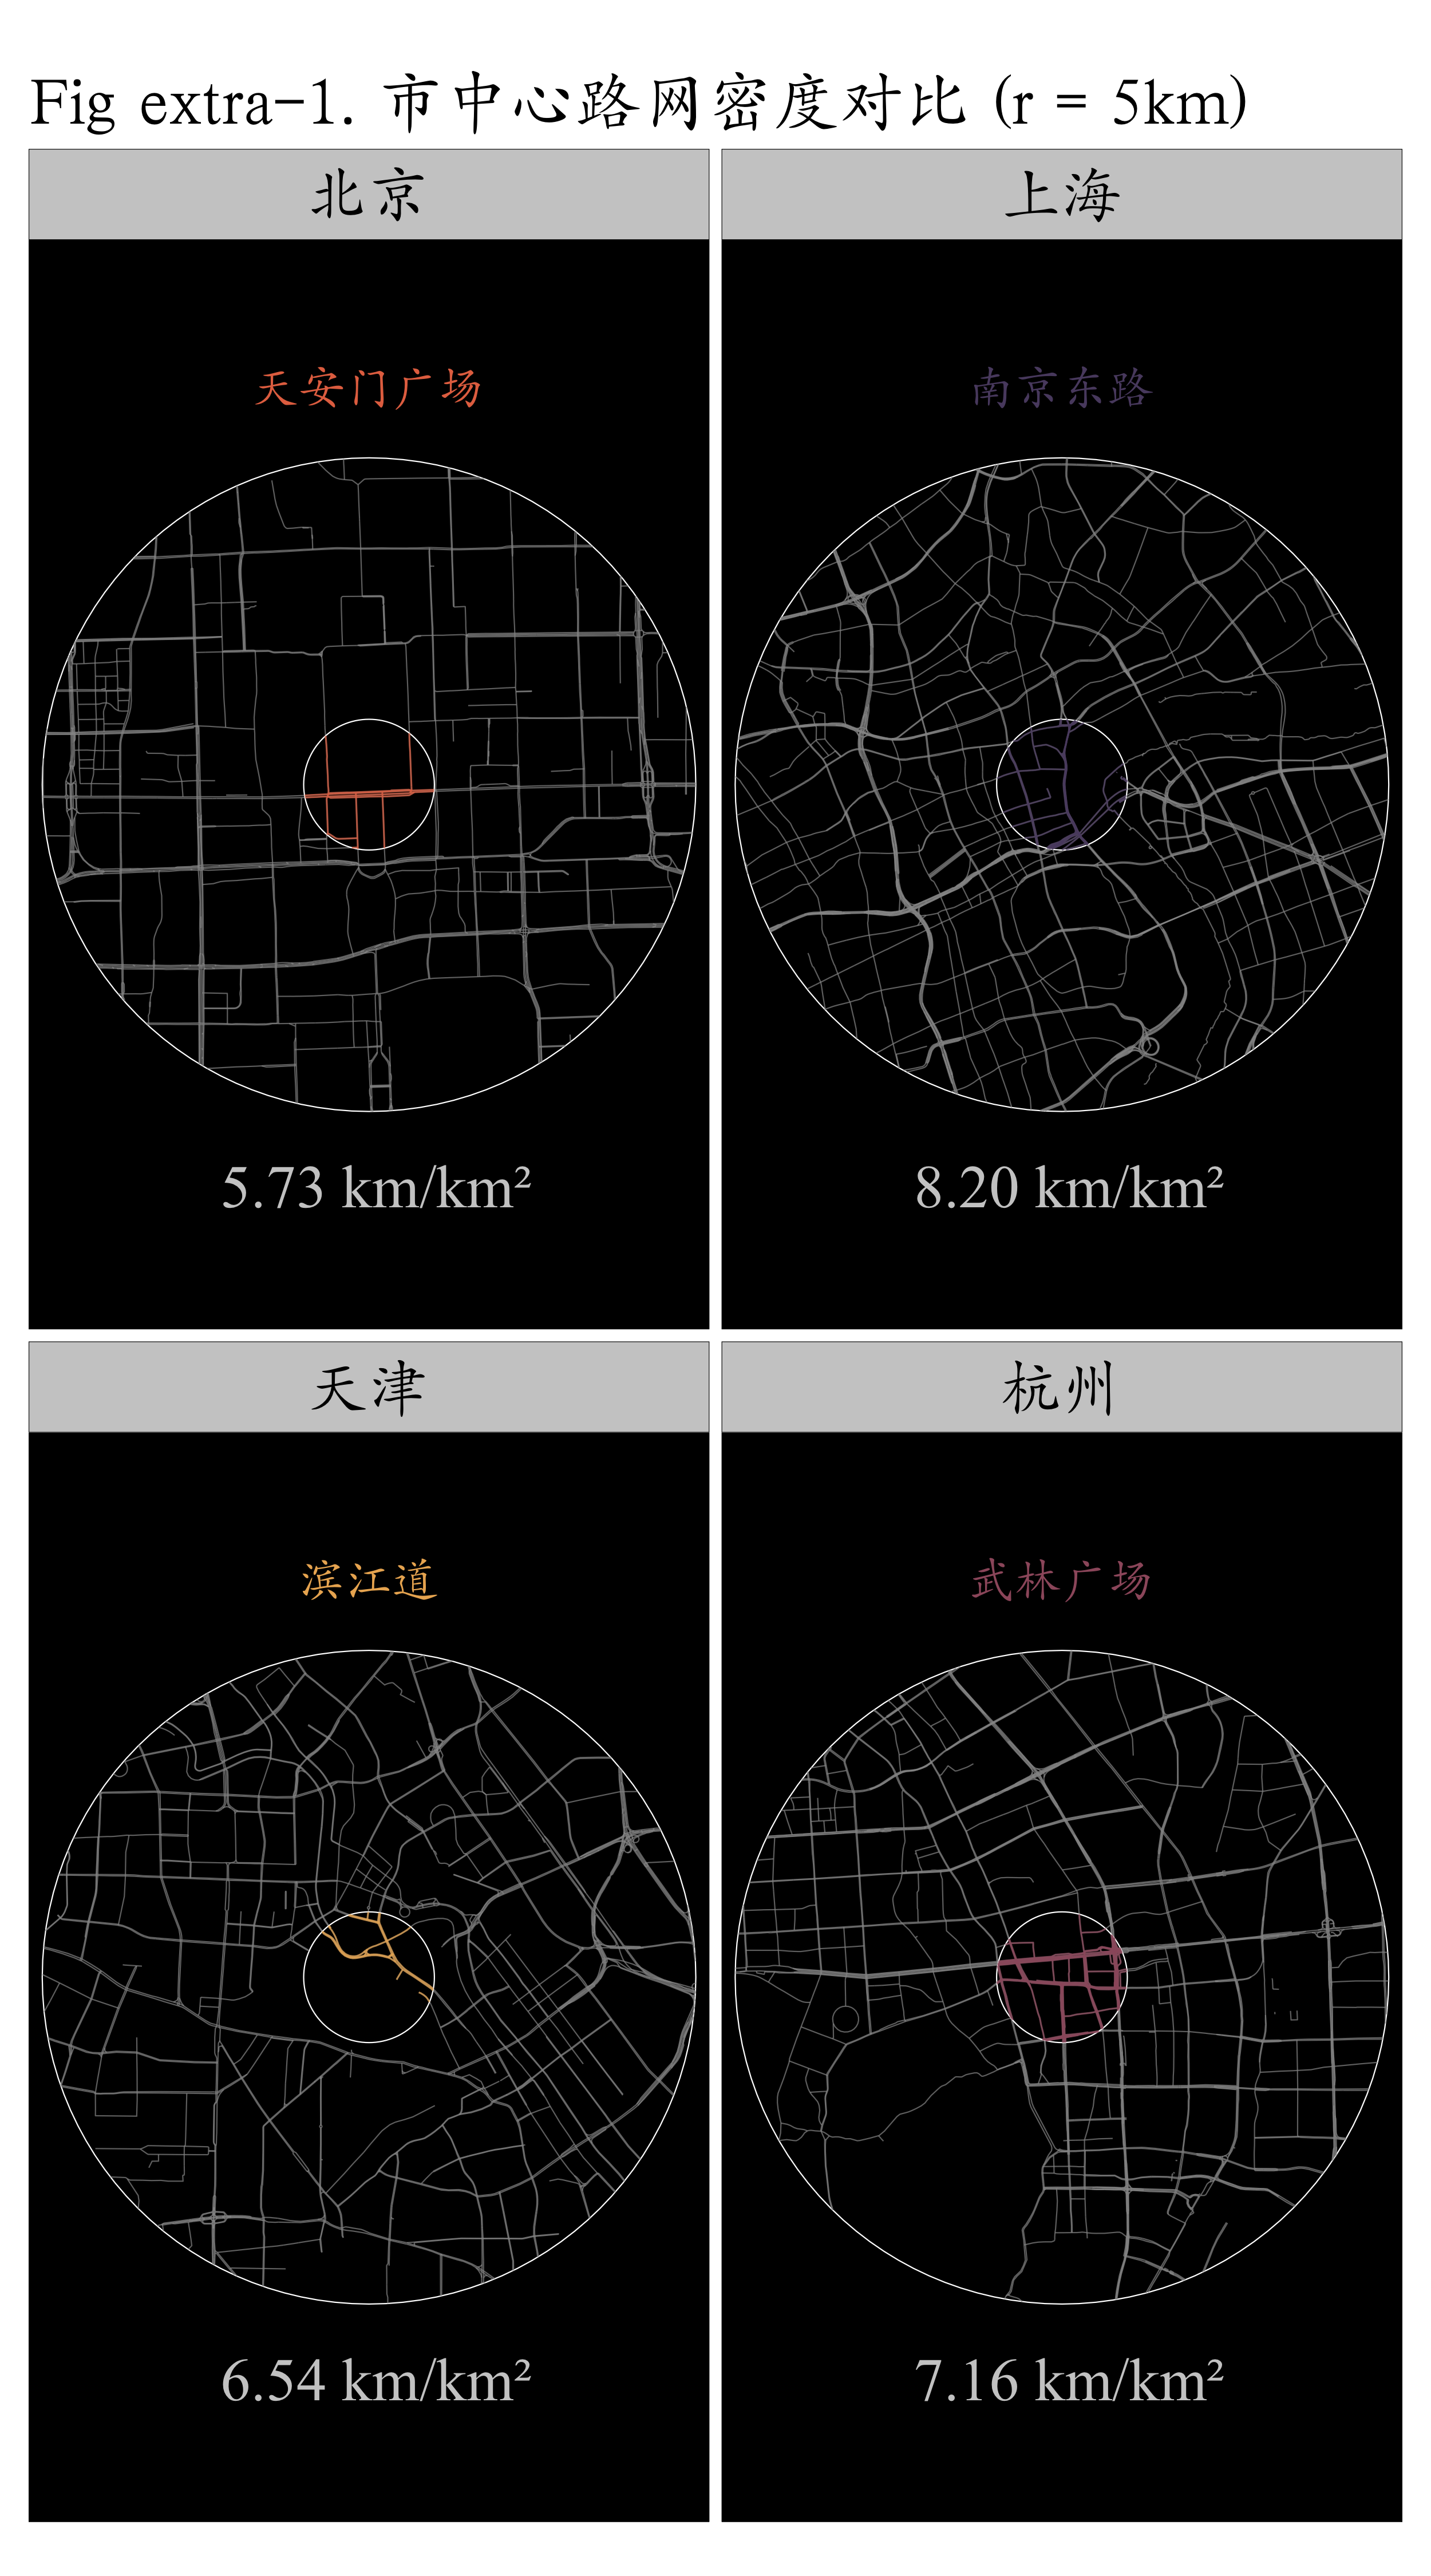 Fig extra-1. 市中心路网密度对比 (r = 5km)
北京
天安门广场
5.73 km/km²
上海
南京东路
8.20 km/km²
天津
滨江道
6.54 km/km²
杭州
武林广场
7.16 km/km²